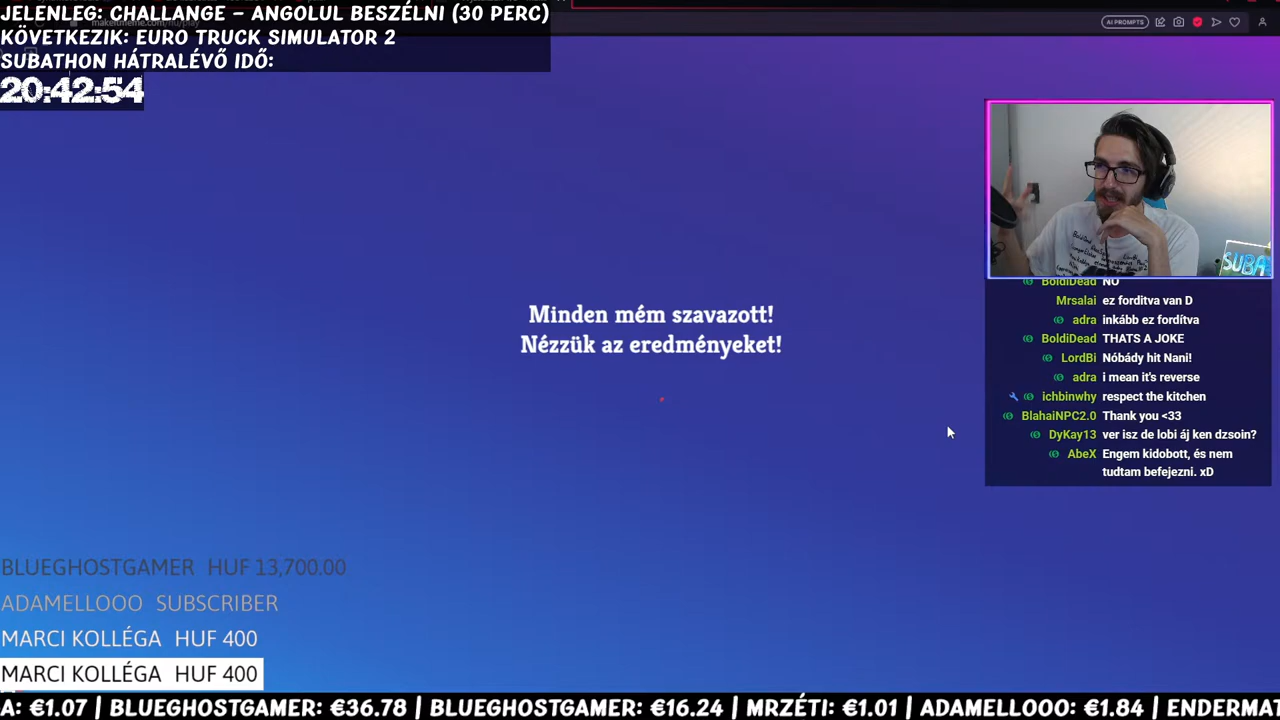 JELENLEG: CHALLANGE - ANGOLUL BESZÉLNI (30 PERC)
KÖVETKEZIK: EURO TRUCK SIMULATOR 2
SUBATHON HÁTRALÉVŐ IDŐ:
20:42:54
AI PROMPTS
Minden mém szavazott!
Nézzük az eredményeket!
SUBA
BoldiDead NO
Mrsalai ez forditva van D
adra inkább ez fordítva
BoldiDead THATS A JOKE
LordBi Nóbády hit Nani!
adra i mean it's reverse
ichbinwhy respect the kitchen
BlahaiNPC2.0 Thank you <33
DyKay13 ver isz de lobi áj ken dzsoin?
AbeX Engem kidobott, és nem
tudtam befejezni. xD
BLUEGHOSTGAMER HUF 13,700.00
ADAMELLOOO SUBSCRIBER
MARCI KOLLÉGA HUF 400
MARCI KOLLÉGA HUF 400
A: €1.07 | BLUEGHOSTGAMER: €36.78 | BLUEGHOSTGAMER: €16.24 | MRZÉTI: €1.01 | ADAMELLOOO: €1.84 | ENDERMA